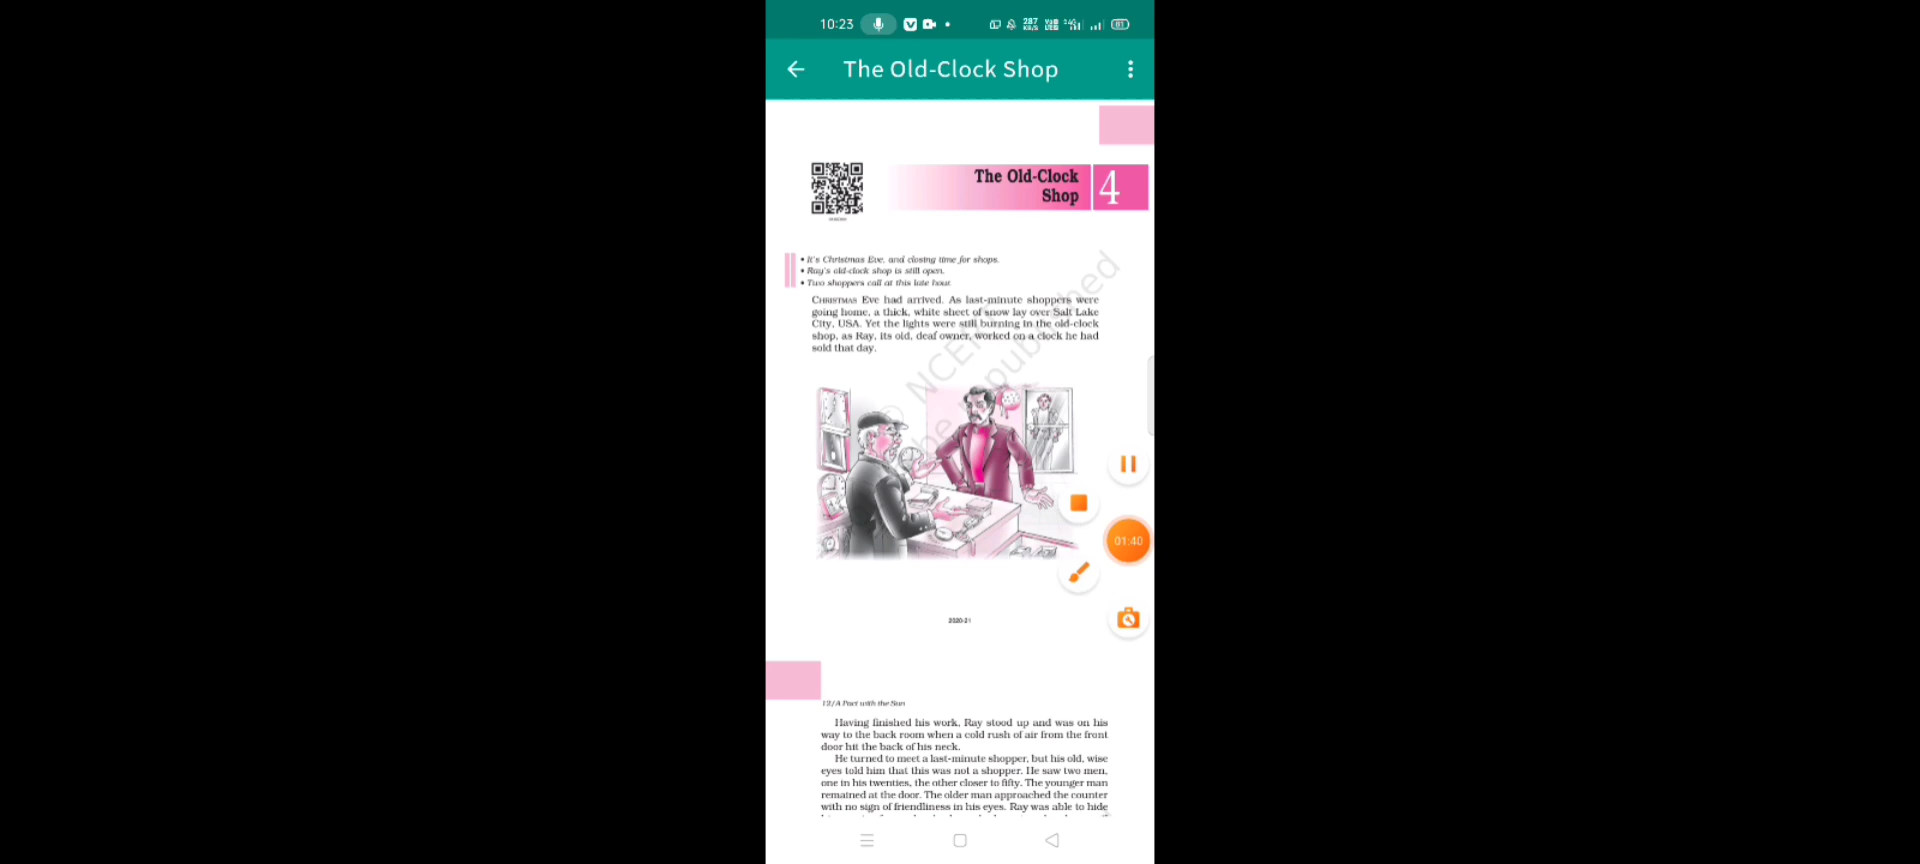 10:23
287
KB/S
81
The Old-Clock Shop
The Old-Clock
Shop
4
• It's Christmas Eve, and closing time for shops.
• Ray's old-clock shop is still open.
• Two shoppers call at this late hour.
CHRISTMAS Eve had arrived. As last-minute shoppers were
going home, a thick, white sheet of snow lay over Salt Lake
City, USA. Yet the lights were still burning in the old-clock
shop, as Ray, its old, deaf owner, worked on a clock he had
sold that day.
01:40
2020-21
12/A Pact with the Sun
Having finished his work, Ray stood up and was on his
way to the back room when a cold rush of air from the front
door hit the back of his neck.
He turned to meet a last-minute shopper, but his old, wise
eyes told him that this was not a shopper. He saw two men,
one in his twenties, the other closer to fifty. The younger man
remained at the door. The older man approached the counter
with no sign of friendliness in his eyes. Ray was able to hide